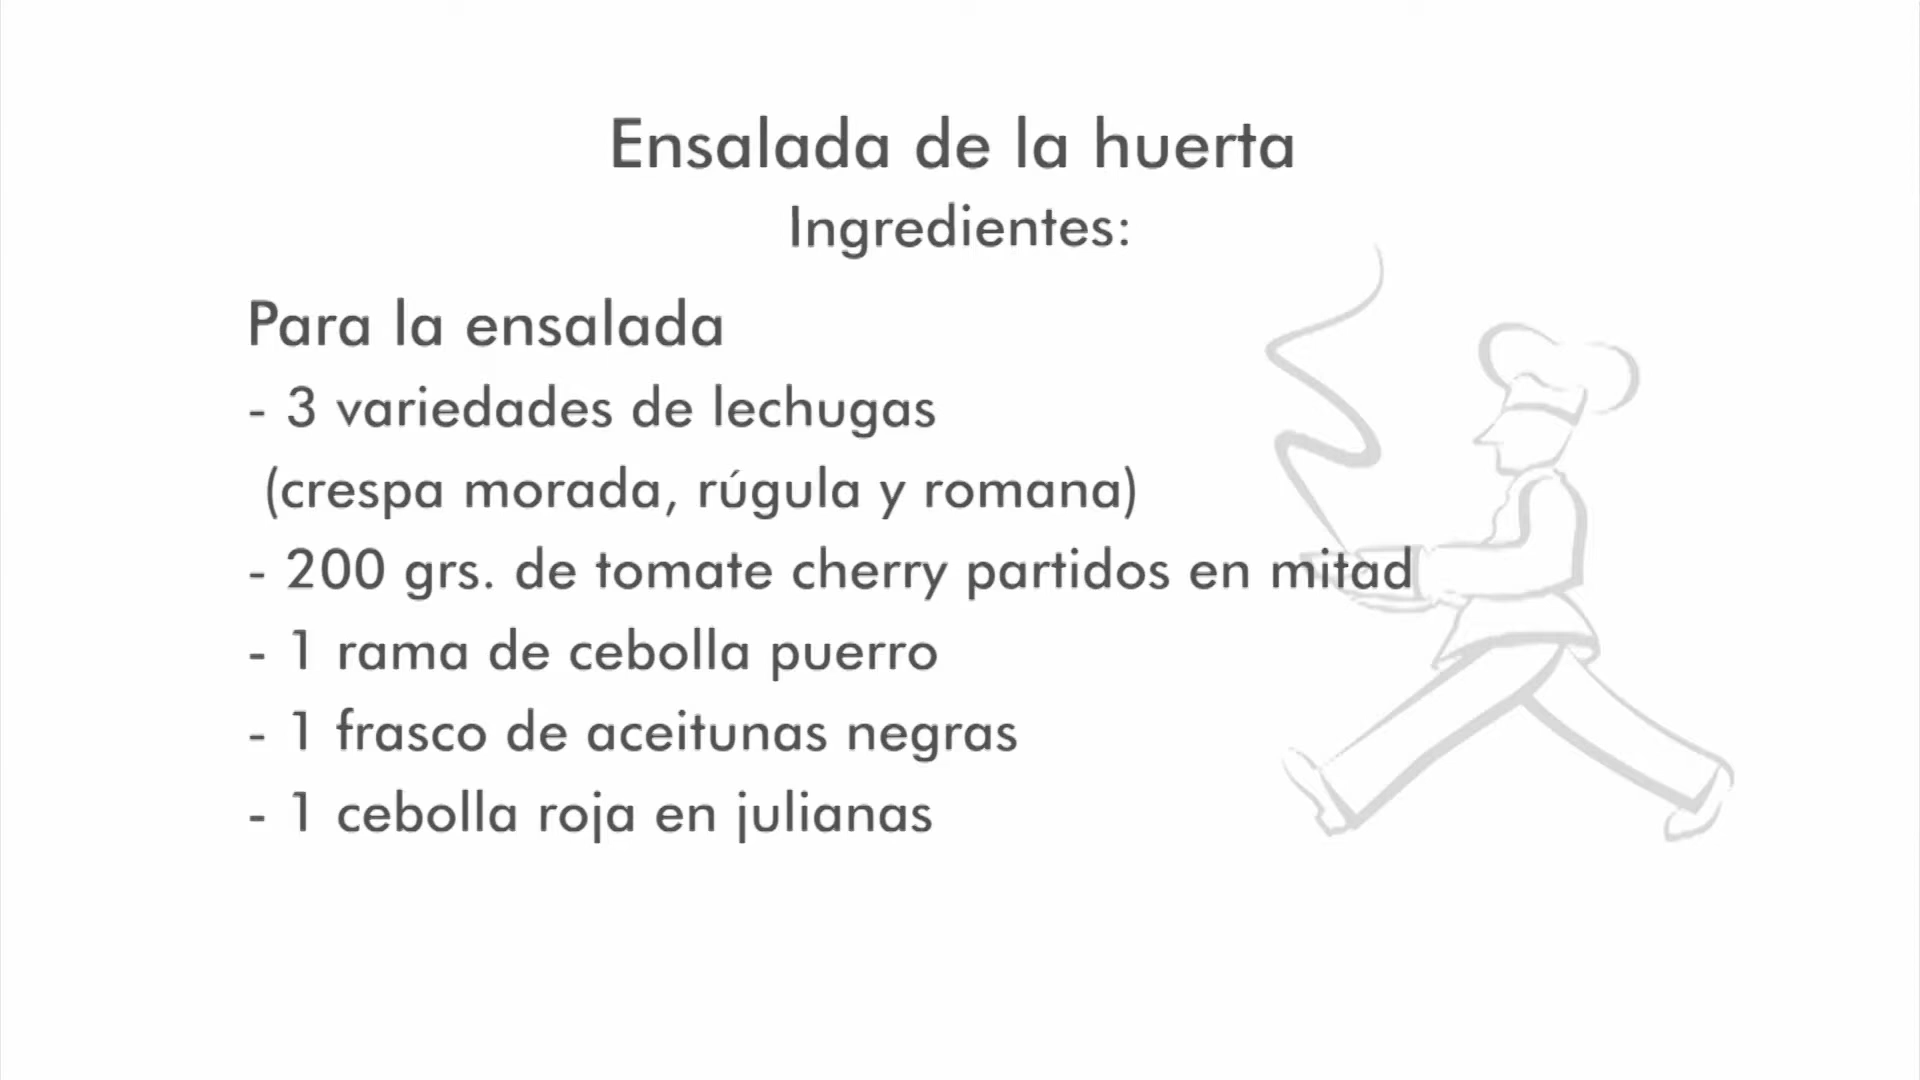 Ensalada de la huerta
Ingredientes:
Para la ensalada
- 3 variedades de lechugas
(crespa morada, rúgula y romana)
- 200 grs. de tomate cherry partidos en mitad
- 1 rama de cebolla puerro
- 1 frasco de aceitunas negras
- 1 cebolla roja en julianas